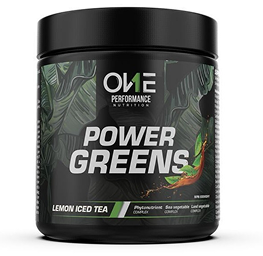 ONE
PERFORMANCE
NUTRITION
POWER
GREENS
LEMON ICED TEA
Phytonutrient
COMPLEX
Sea vegetable
COMPLEX
Land vegetable
COMPLEX